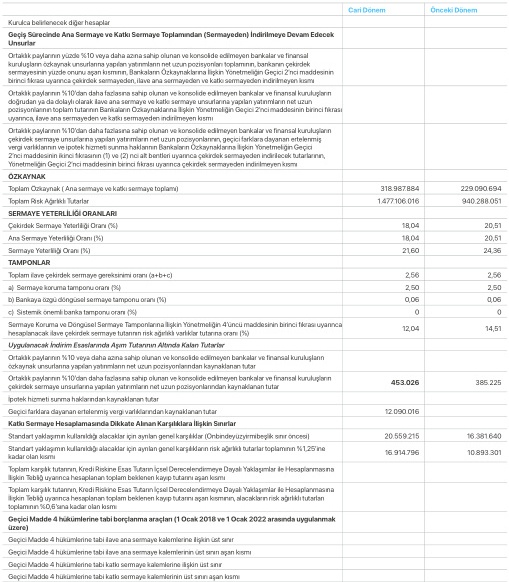 Cari Dönem Önceki Dönem
Kurulca belirlenecek diğer hesaplar
Geçiş Sürecinde Ana Sermaye ve Katkı Sermaye Toplamından (Sermayeden) İndirilmeye Devam Edecek
Unsurlar
Ortaklık paylarının yüzde %10 veya daha azına sahip olunan ve konsolide edilmeyen bankalar ve finansal
kuruluşların özkaynak unsurlarına yapılan yatırımların net uzun pozisyonları toplamının, bankanın çekirdek
sermayesinin yüzde onunu aşan kısmının, Bankaların Özkaynaklarına İlişkin Yönetmeliğin Geçici 2'nci maddesinin
birinci fıkrası uyarınca çekirdek sermayeden, ilave ana sermayeden ve katkı sermayeden indirilmeyen kısmı
Ortaklık paylarının %10'dan daha fazlasına sahip olunan ve konsolide edilmeyen bankalar ve finansal kuruluşların
doğrudan ya da dolaylı olarak ilave ana sermaye ve katkı sermaye unsurlarına yapılan yatırımların net uzun
pozisyonlarının toplam tutarının Bankaların Özkaynaklarına İlişkin Yönetmeliğin Geçici 2'nci maddesinin birinci fıkrası
uyarınca, ilave ana sermayeden ve katkı sermayeden indirilmeyen kısmı
Ortaklık paylarının %10'dan daha fazlasına sahip olunan ve konsolide edilmeyen bankalar ve finansal kuruluşların
çekirdek sermaye unsurlarına yapılan yatırımların net uzun pozisyonlarının, geçici farklara dayanan ertelenmiş
vergi varlıklarının ve ipotek hizmeti sunma haklarının Bankaların Özkaynaklarına İlişkin Yönetmeliğin Geçici
2'nci maddesinin ikinci fıkrasının (1) ve (2) nci alt bentleri uyarınca çekirdek sermayeden indirilecek tutarlarının,
Yönetmeliğin Geçici 2'nci maddesinin birinci fıkrası uyarınca çekirdek sermayeden indirilmeyen kısmı
ÖZKAYNAK
Toplam Özkaynak ( Ana sermaye ve katkı sermaye toplamı) 318.987.884 229.090.694
Toplam Risk Ağırlıklı Tutarlar 1.477.106.016 940.288.051
SERMAYE YETERLİLİĞİ ORANLARI
Çekirdek Sermaye Yeterliliği Oranı (%) 18,04 20,51
Ana Sermaye Yeterliliği Oranı (%) 18,04 20,51
Sermaye Yeterliliği Oranı (%) 21,60 24,36
TAMPONLAR
Toplam ilave çekirdek sermaye gereksinimi oranı (a+b+c) 2,56 2,56
a) Sermaye koruma tamponu oranı (%) 2,50 2,50
b) Bankaya özgü döngüsel sermaye tamponu oranı (%) 0,06 0,06
c) Sistemik önemli banka tamponu oranı (%) 0 0
Sermaye Koruma ve Döngüsel Sermaye Tamponlarına İlişkin Yönetmeliğin 4'üncü maddesinin birinci fıkrası uyarınca
hesaplanacak ilave çekirdek sermaye tutarının risk ağırlıklı varlıklar tutarına oranı (%) 12,04 14,51
Uygulanacak İndirim Esaslarında Aşım Tutarının Altında Kalan Tutarlar
Ortaklık paylarının %10 veya daha azına sahip olunan ve konsolide edilmeyen bankalar ve finansal kuruluşların
özkaynak unsurlarına yapılan yatırımların net uzun pozisyonlarından kaynaklanan tutar
Ortaklık paylarının %10'dan daha fazlasına sahip olunan ve konsolide edilmeyen bankalar ve finansal kuruluşların
çekirdek sermaye unsurlarına yapılan yatırımların net uzun pozisyonlarından kaynaklanan tutar 453.026 385.225
İpotek hizmeti sunma haklarından kaynaklanan tutar
Geçici farklara dayanan ertelenmiş vergi varlıklarından kaynaklanan tutar 12.090.016
Katkı Sermaye Hesaplamasında Dikkate Alınan Karşılıklara İlişkin Sınırlar
Standart yaklaşımın kullanıldığı alacaklar için ayrılan genel karşılıklar (Onbindeyüzyirmibeşlik sınır öncesi) 20.559.215 16.381.640
Standart yaklaşımın kullanıldığı alacaklar için ayrılan genel karşılıkların risk ağırlıklı tutarlar toplamının %1,25'ine
kadar olan kısmı 16.914.796 10.893.301
Toplam karşılık tutarının, Kredi Riskine Esas Tutarın İçsel Derecelendirmeye Dayalı Yaklaşımlar ile Hesaplanmasına
İlişkin Tebliğ uyarınca hesaplanan toplam beklenen kayıp tutarını aşan kısmı
Toplam karşılık tutarının, Kredi Riskine Esas Tutarın İçsel Derecelendirmeye Dayalı Yaklaşımlar ile Hesaplanmasına
İlişkin Tebliğ uyarınca hesaplanan toplam beklenen kayıp tutarını aşan kısmının, alacakların risk ağırlıklı tutarları
toplamının %0,6'sına kadar olan kısmı
Geçici Madde 4 hükümlerine tabi borçlanma araçları (1 Ocak 2018 ve 1 Ocak 2022 arasında uygulanmak
üzere)
Geçici Madde 4 hükümlerine tabi ilave ana sermaye kalemlerine ilişkin üst sınır
Geçici Madde 4 hükümlerine tabi ilave ana sermaye kalemlerinin üst sınırı aşan kısmı
Geçici Madde 4 hükümlerine tabi katkı sermaye kalemlerine ilişkin üst sınır
Geçici Madde 4 hükümlerine tabi katkı sermaye kalemlerinin üst sınırı aşan kısmı